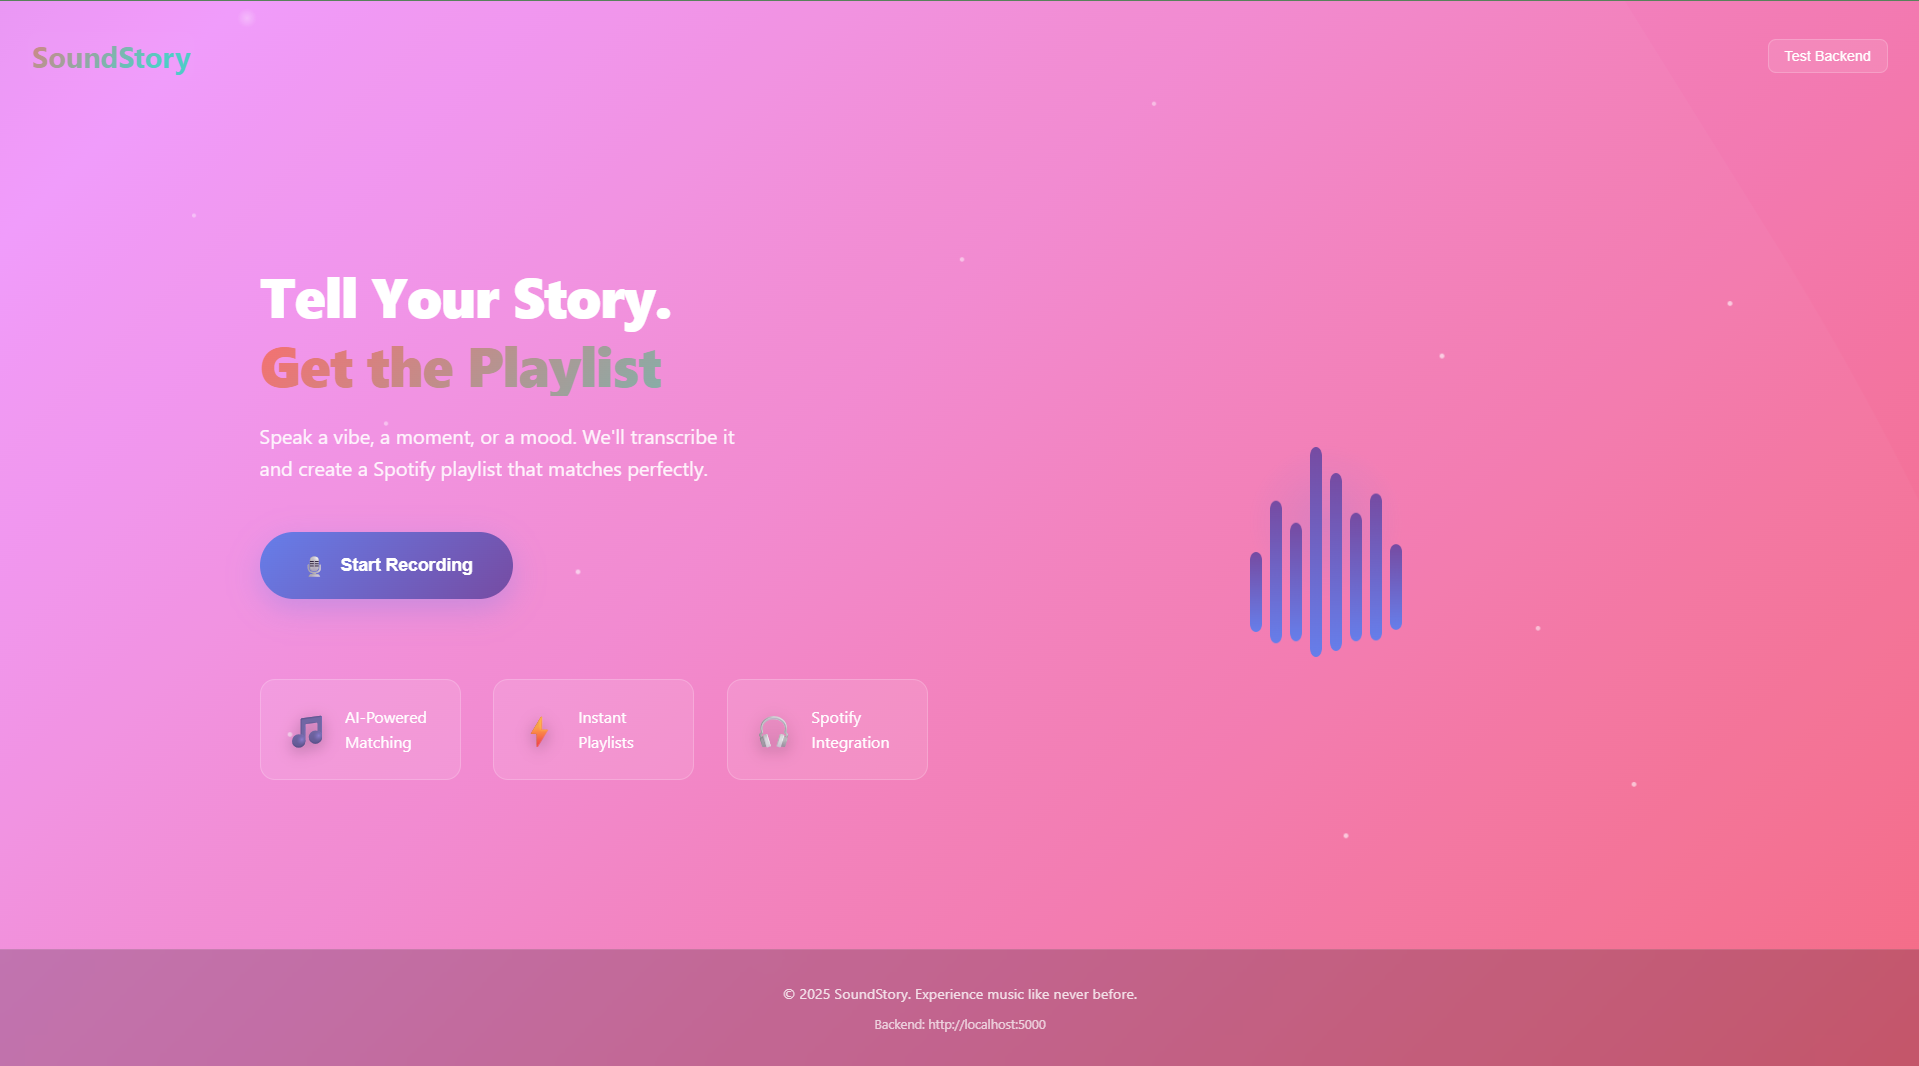 SoundStory
Test Backend
Tell Your Story.
Get the Playlist
Speak a vibe, a moment, or a mood. We'll transcribe it
and create a Spotify playlist that matches perfectly.
Start Recording
AI-Powered
Matching
Instant
Playlists
Spotify
Integration
© 2025 SoundStory. Experience music like never before.
Backend: http://localhost:5000